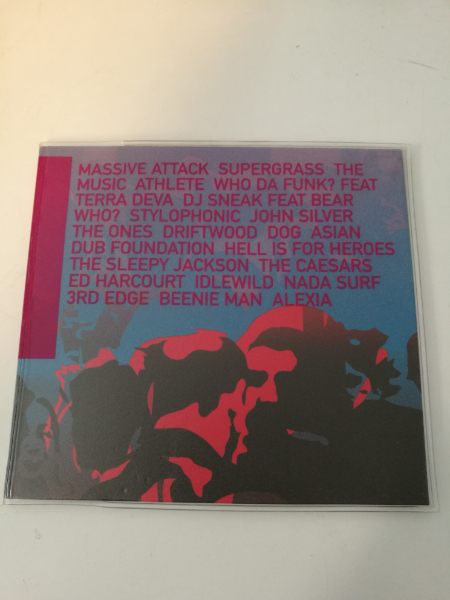 MASSIVE ATTACK SUPERGRASS THE
MUSIC ATHLETE WHO DA FUNK? FEAT
TERRA DEVA DJ SNEAK FEAT BEAR
WHO? STYLOPHONIC JOHN SILVER
THE ONES DRIFTWOOD DOG ASIAN
DUB FOUNDATION HELL IS FOR HEROES
THE SLEEPY JACKSON THE CAESARS
ED HARCOURT IDLEWILD NADA SURF
3RD EDGE BEENIE MAN ALEXIA